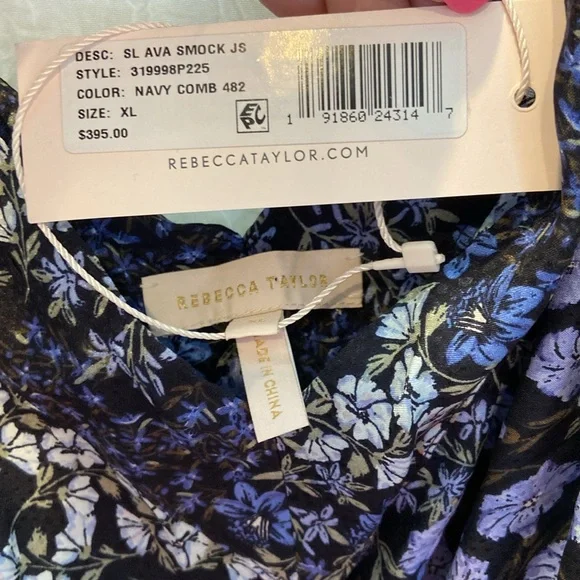 DESC: SL AVA SMOCK JS
STYLE: 319998P225
COLOR: NAVY COMB 482
SIZE: XL
$395.00
EPC
1 91860 24314 7
REBECCATAYLOR.COM
REBECCA TAYLOR
MADE IN CHINA